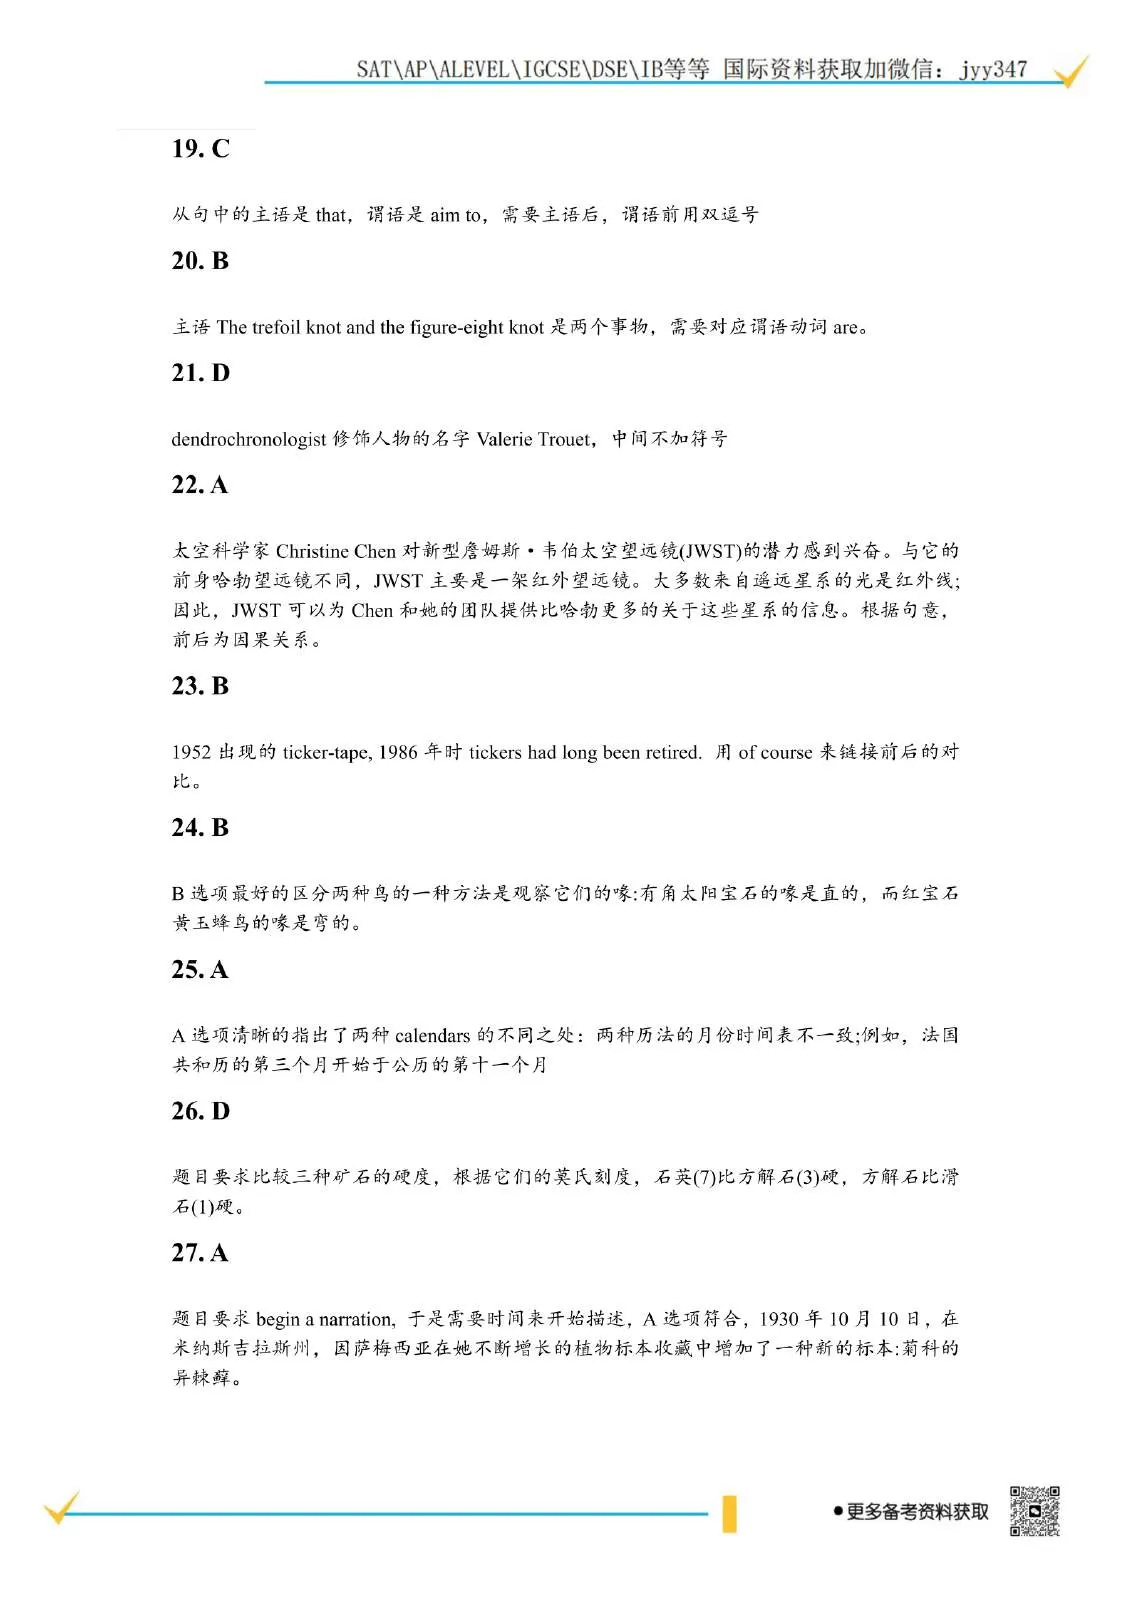 SAT\AP\ALEVEL\IGCSE\DSE\IB等等 国际资料获取加微信：jyy347
19. C
从句中的主语是 that，谓语是 aim to，需要主语后，谓语前用双逗号
20. B
主语 The trefoil knot and the figure-eight knot 是两个事物，需要对应谓语动词 are。
21. D
dendrochronologist 修饰人物的名字 Valerie Trouet，中间不加符号
22. A
太空科学家 Christine Chen 对新型詹姆斯·韦伯太空望远镜(JWST)的潜力感到兴奋。与它的
前身哈勃望远镜不同，JWST 主要是一架红外望远镜。大多数来自遥远星系的光是红外线;
因此，JWST 可以为 Chen 和她的团队提供比哈勃更多的关于这些星系的信息。根据句意，
前后为因果关系。
23. B
1952 出现的 ticker-tape, 1986 年时 tickers had long been retired. 用 of course 来链接前后的对
比。
24. B
B 选项最好的区分两种鸟的一种方法是观察它们的喙:有角太阳宝石的喙是直的，而红宝石
黄玉蜂鸟的喙是弯的。
25. A
A 选项清晰的指出了两种 calendars 的不同之处：两种历法的月份时间表不一致;例如，法国
共和历的第三个月开始于公历的第十一个月
26. D
题目要求比较三种矿石的硬度，根据它们的莫氏刻度，石英(7)比方解石(3)硬，方解石比滑
石(1)硬。
27. A
题目要求 begin a narration, 于是需要时间来开始描述，A 选项符合，1930 年 10 月 10 日，在
米纳斯吉拉斯州，因萨梅西亚在她不断增长的植物标本收藏中增加了一种新的标本:菊科的
异棘藓。
●更多备考资料获取